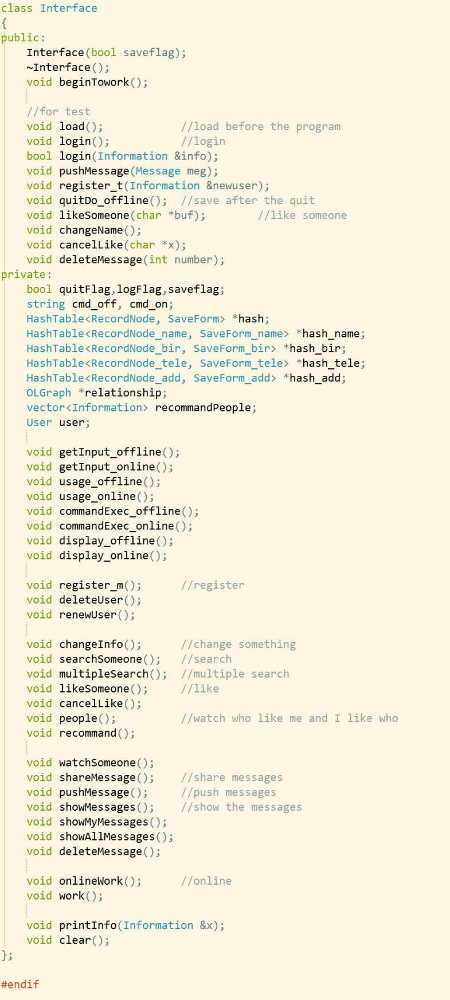 class Interface
{
public:
    Interface(bool saveflag);
    ~Interface();
    void beginTowork();

    //for test
    void load();            //load before the program
    void login();           //login
    bool login(Information &info);
    void pushMessage(Message meg);
    void register_t(Information &newuser);
    void quitDo_offline();  //save after the quit
    void likeSomeone(char *buf);        //like someone
    void changeName();
    void cancelLike(char *x);
    void deleteMessage(int number);
private:
    bool quitFlag,logFlag,saveflag;
    string cmd_off, cmd_on;
    HashTable<RecordNode, SaveForm> *hash;
    HashTable<RecordNode_name, SaveForm_name> *hash_name;
    HashTable<RecordNode_bir, SaveForm_bir> *hash_bir;
    HashTable<RecordNode_tele, SaveForm_tele> *hash_tele;
    HashTable<RecordNode_add, SaveForm_add> *hash_add;
    OLGraph *relationship;
    vector<Information> recommandPeople;
    User user;

    void getInput_offline();
    void getInput_online();
    void usage_offline();
    void usage_online();
    void commandExec_offline();
    void commandExec_online();
    void display_offline();
    void display_online();

    void register_m();      //register
    void deleteUser();
    void renewUser();

    void changeInfo();      //change something
    void searchSomeone();   //search
    void multipleSearch();  //multiple search
    void likeSomeone();     //like
    void cancelLike();
    void people();          //watch who like me and I like who
    void recommand();

    void watchSomeone();
    void shareMessage();    //share messages
    void pushMessage();     //push messages
    void showMessages();    //show the messages
    void showMyMessages();
    void showAllMessages();
    void deleteMessage();

    void onlineWork();      //online
    void work();

    void printInfo(Information &x);
    void clear();
};

#endif